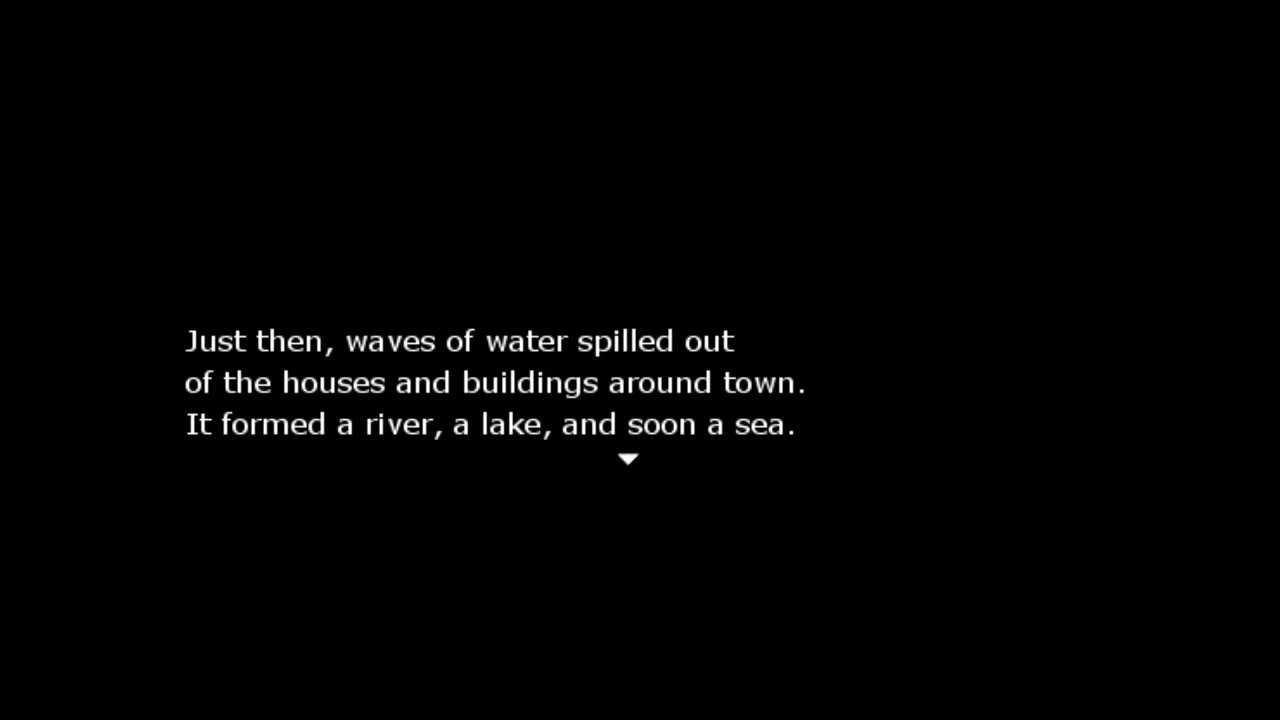 Just then, waves of water spilled out
of the houses and buildings around town.
It formed a river, a lake, and soon a sea.